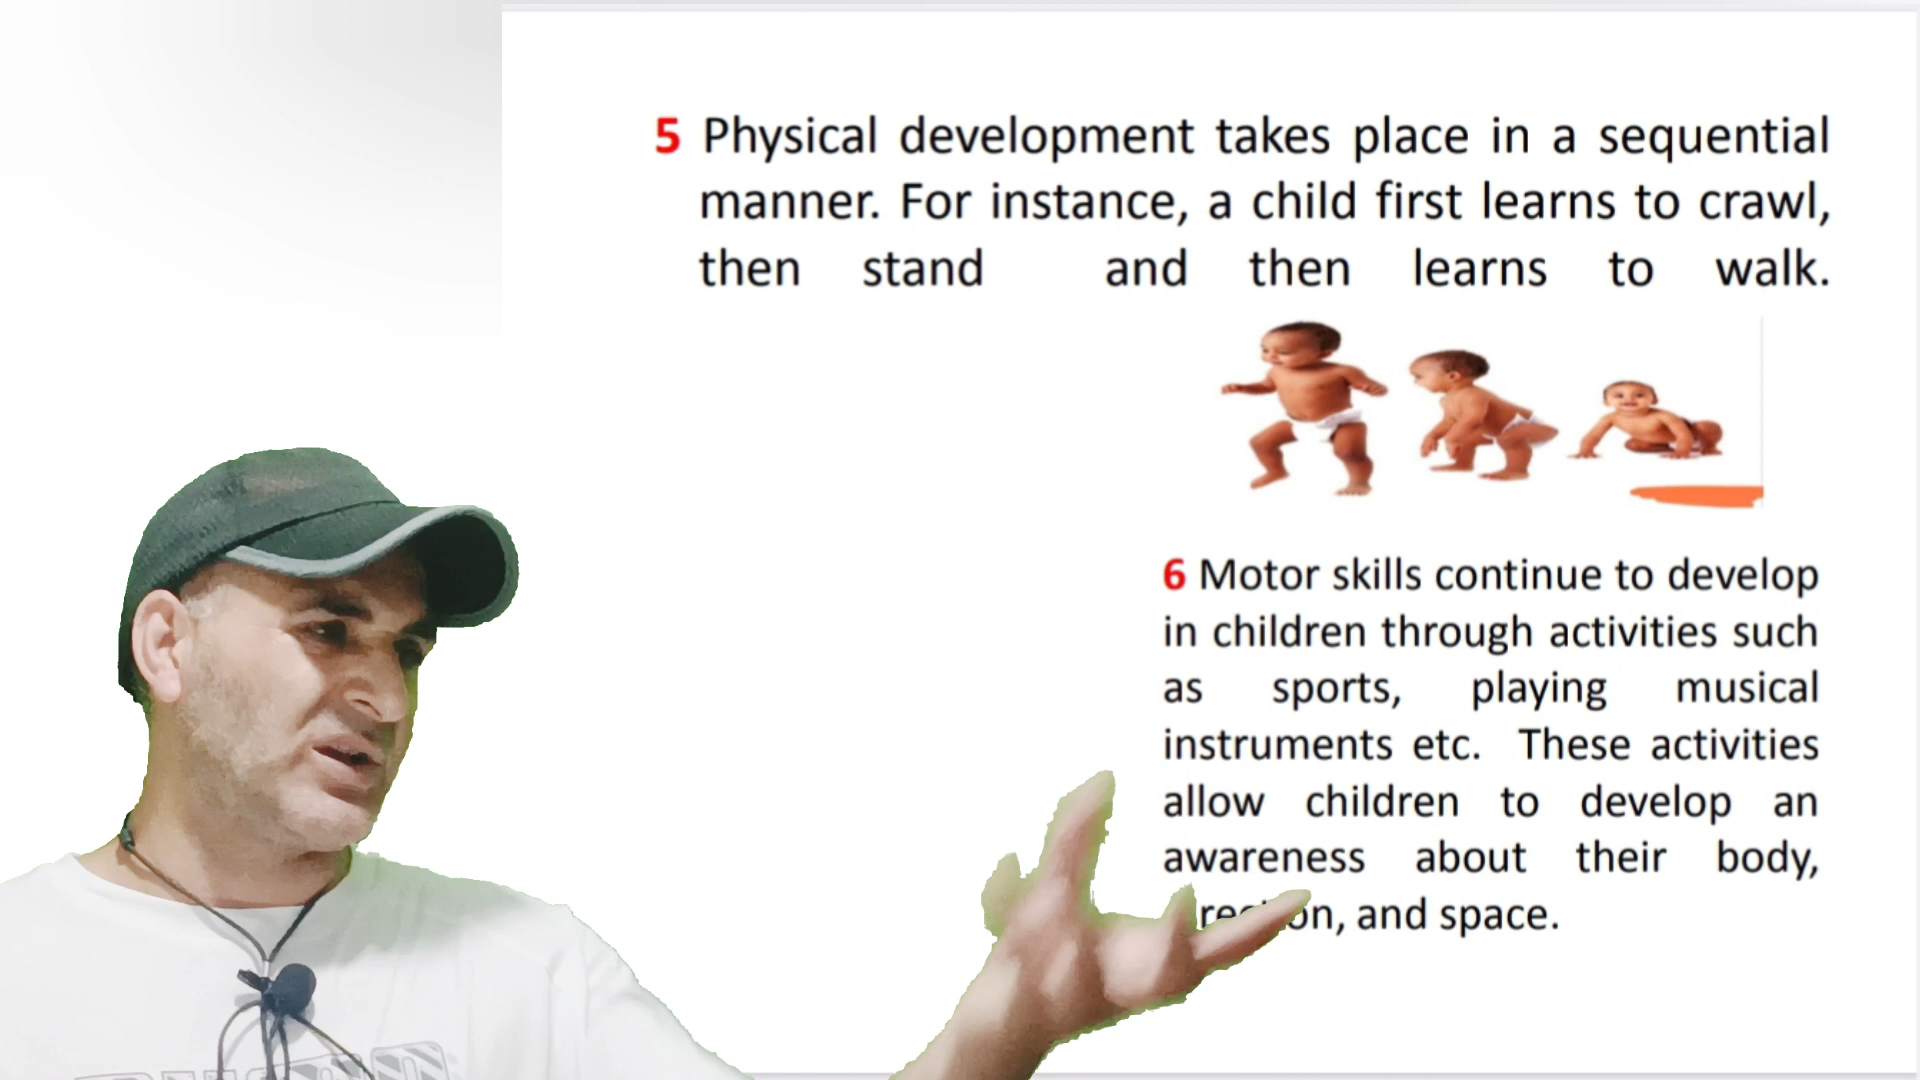 5 Physical development takes place in a sequential
manner. For instance, a child first learns to crawl,
then stand and then learns to walk.
6 Motor skills continue to develop
in children through activities such
as sports, playing musical
instruments etc. These activities
allow children to develop an
awareness about their body,
and space.